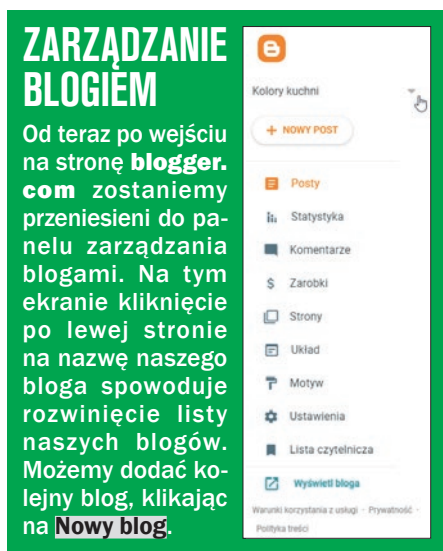 ZARZĄDZANIE
BLOGIEM
Od teraz po wejściu
na stronę blogger.
com zostaniemy
przeniesieni do pa-
nelu zarządzania
blogami. Na tym
ekranie kliknięcie
po lewej stronie
na nazwę naszego
bloga spowoduje
rozwinięcie listy
naszych blogów.
Możemy dodać ko-
lejny blog, klikając
na Nowy blog.
Kolory kuchni
+ NOWY POST
Posty
Statystyka
Komentarze
$ Zarobki
Strony
Układ
Motyw
Ustawienia
Lista czytelnicza
Wyświetl bloga
Warunki korzystania z usługi - Prywatność -
Polityka treści